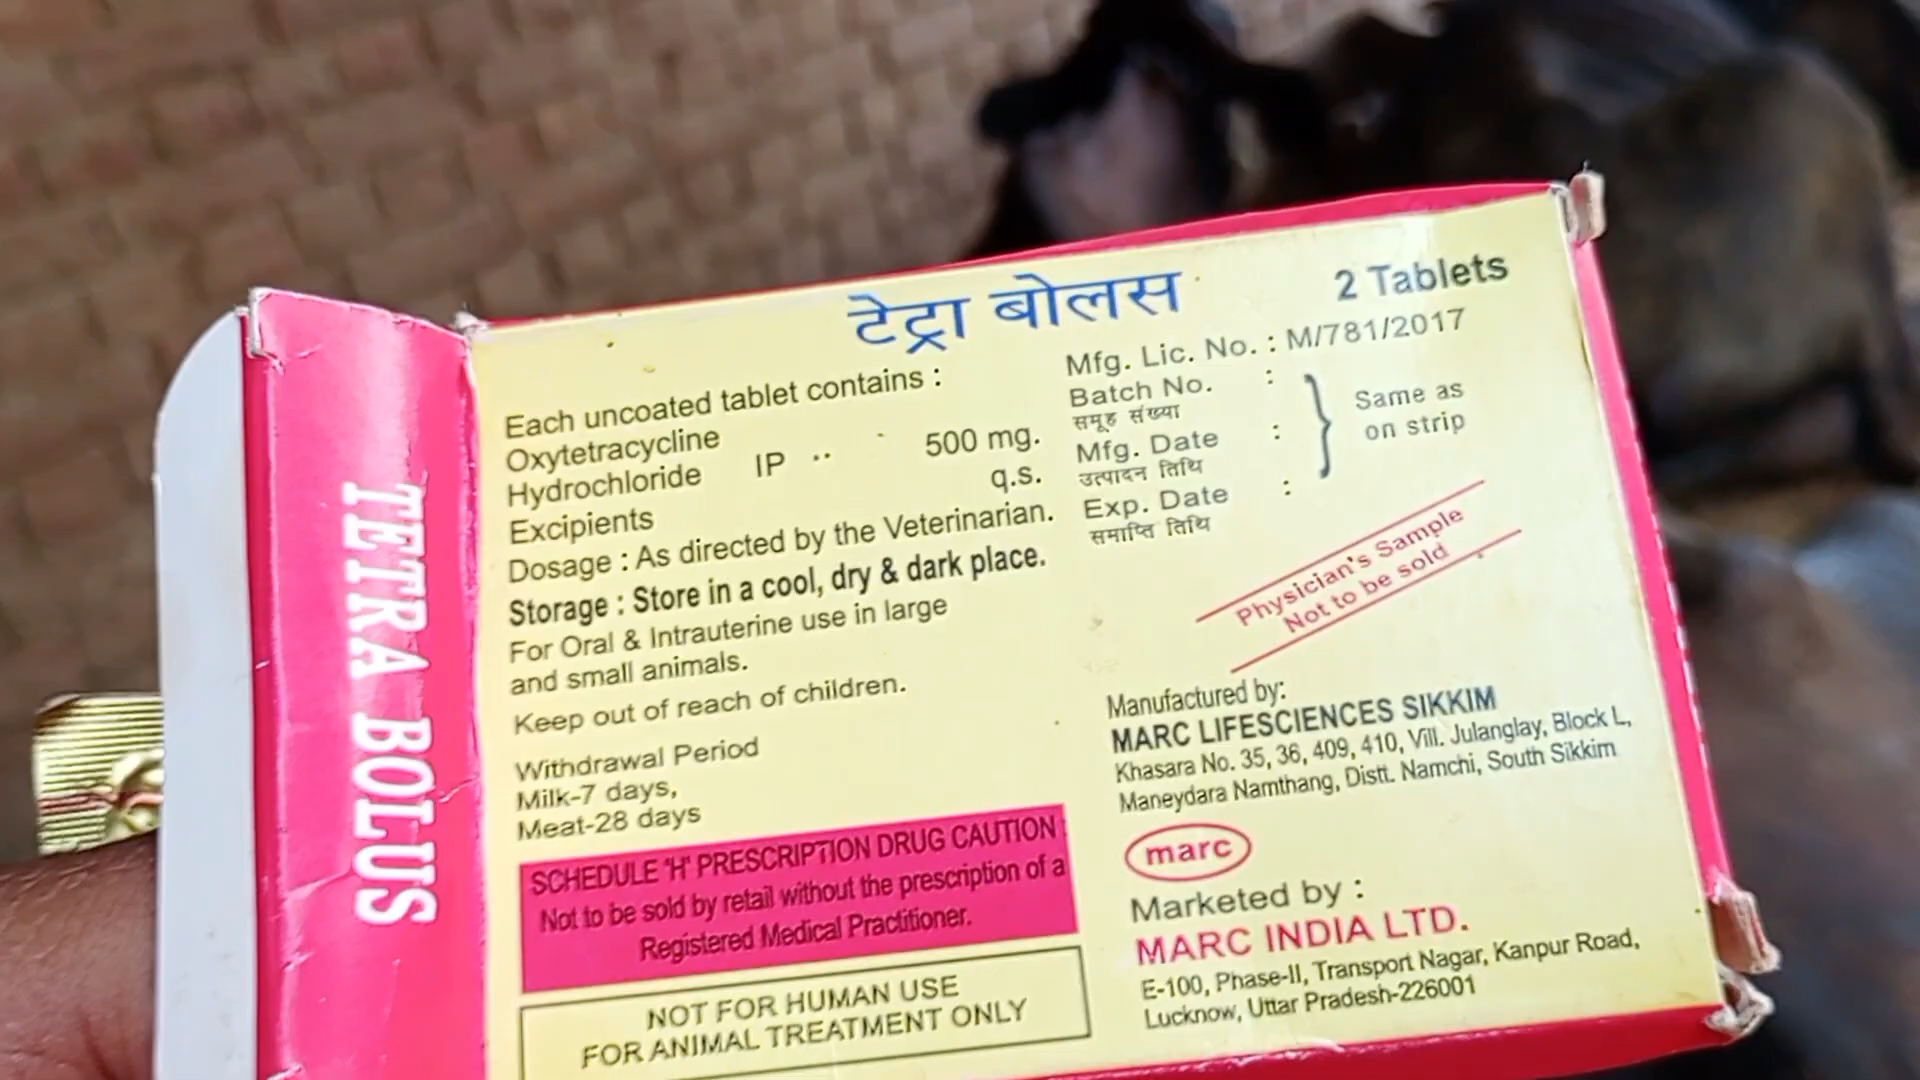 TETRA BOLUS
टेट्रा बोलस
2 Tablets
Each uncoated tablet contains :
Oxytetracycline
Hydrochloride IP .. 500 mg.
Excipients q.s.
Dosage : As directed by the Veterinarian.
Storage : Store in a cool, dry & dark place.
For Oral & Intrauterine use in large
and small animals.
Keep out of reach of children.
Withdrawal Period
Milk-7 days,
Meat-28 days
SCHEDULE 'H' PRESCRIPTION DRUG CAUTION :
Not to be sold by retail without the prescription of a
Registered Medical Practitioner.
NOT FOR HUMAN USE
FOR ANIMAL TREATMENT ONLY
Mfg. Lic. No. : M/781/2017
Batch No. :
समूह संख्या
Mfg. Date :
उत्पादन तिथि
Exp. Date :
समाप्ति तिथि
Same as
on strip
Physician's Sample
Not to be sold
Manufactured by:
MARC LIFESCIENCES SIKKIM
Khasara No. 35, 36, 409, 410, Vill. Julanglay, Block L,
Maneydara Namthang, Distt. Namchi, South Sikkim
marc
Marketed by :
MARC INDIA LTD.
E-100, Phase-II, Transport Nagar, Kanpur Road,
Lucknow, Uttar Pradesh-226001